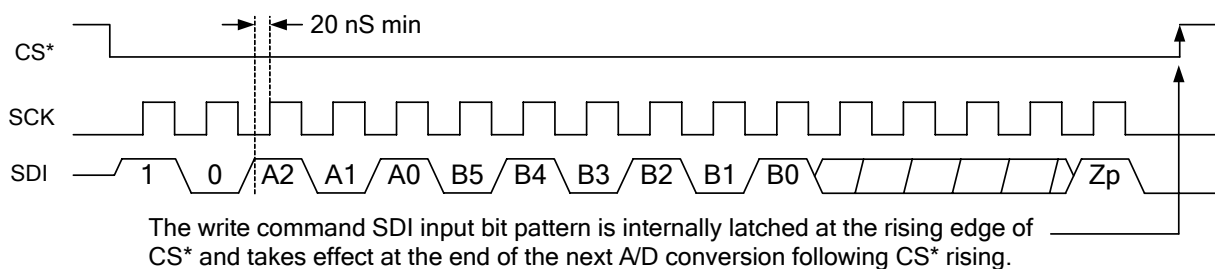 20 nS min
CS*
SCK
SDI 1 0 A2 A1 A0 B5 B4 B3 B2 B1 B0 Zp
The write command SDI input bit pattern is internally latched at the rising edge of
CS* and takes effect at the end of the next A/D conversion following CS* rising.